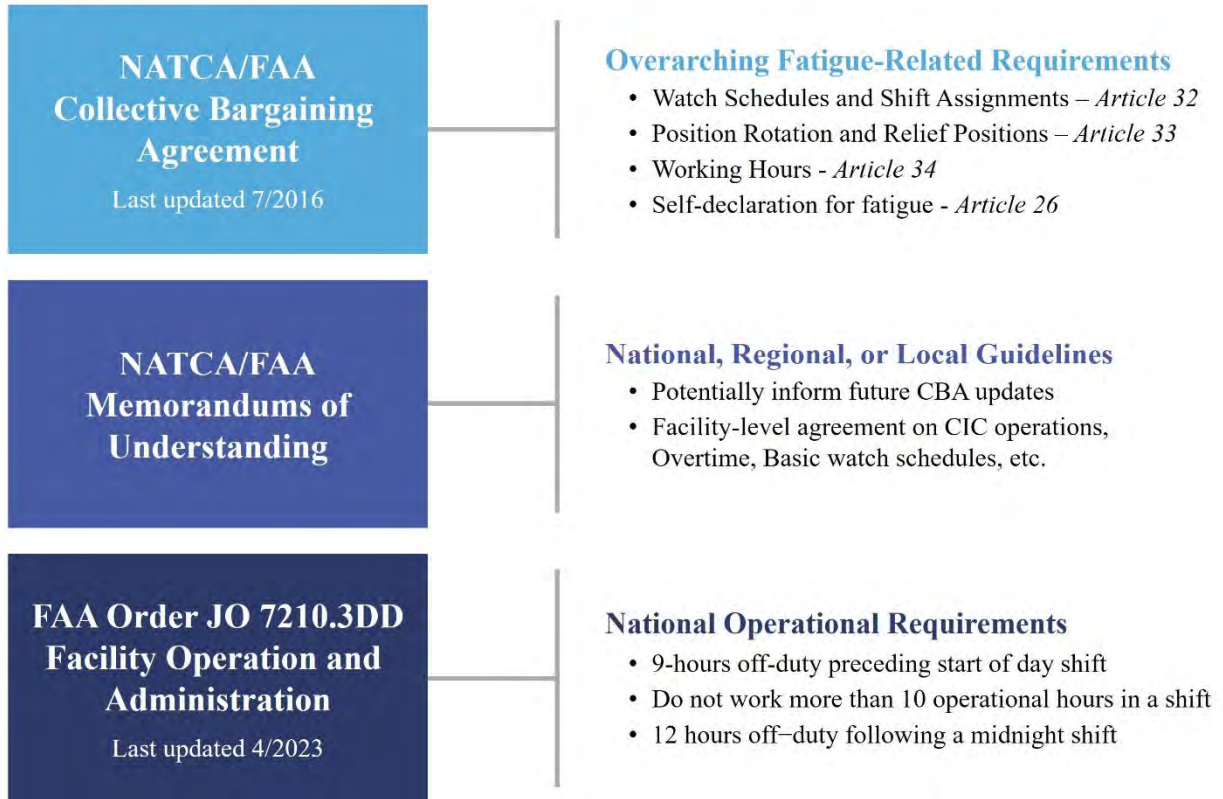 NATCA/FAA
Collective Bargaining
Agreement
Last updated 7/2016
Overarching Fatigue-Related Requirements
• Watch Schedules and Shift Assignments – Article 32
• Position Rotation and Relief Positions – Article 33
• Working Hours - Article 34
• Self-declaration for fatigue - Article 26
NATCA/FAA
Memorandums of
Understanding
National, Regional, or Local Guidelines
• Potentially inform future CBA updates
• Facility-level agreement on CIC operations,
Overtime, Basic watch schedules, etc.
FAA Order JO 7210.3DD
Facility Operation and
Administration
Last updated 4/2023
National Operational Requirements
• 9-hours off-duty preceding start of day shift
• Do not work more than 10 operational hours in a shift
• 12 hours off−duty following a midnight shift